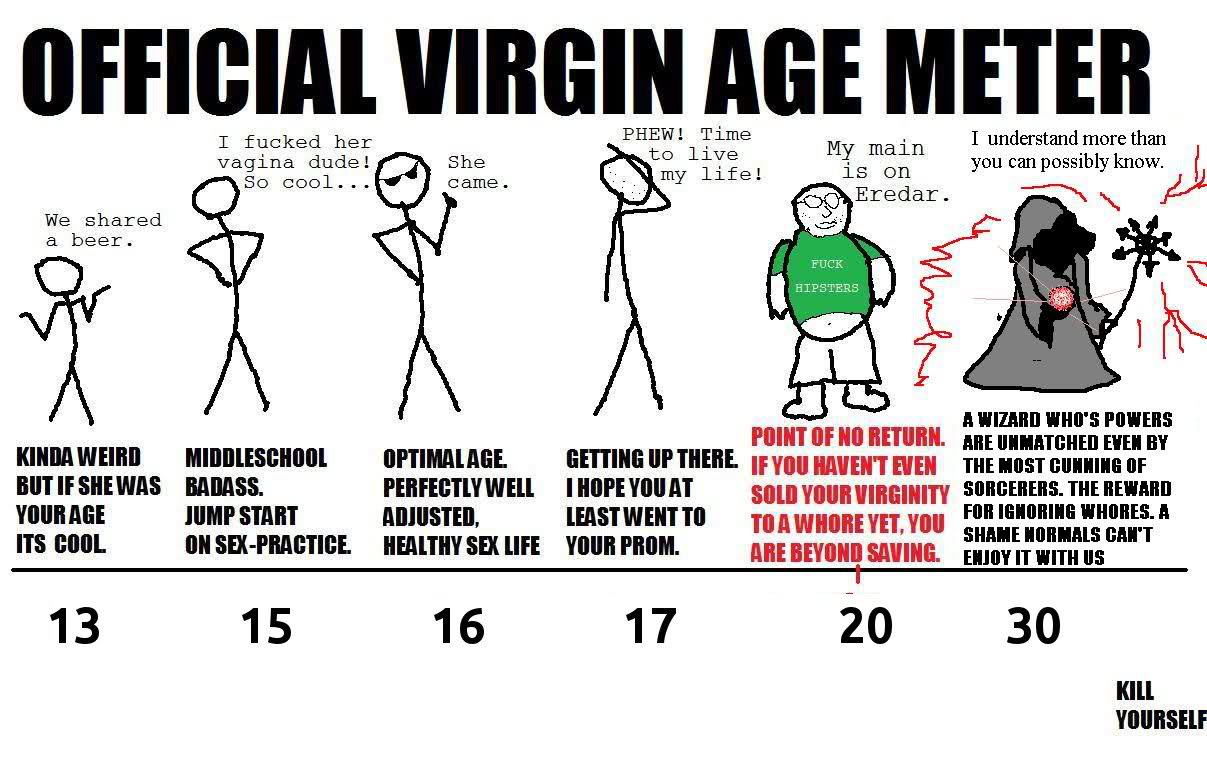 OFFICIAL VIRGIN AGE METER
We shared
a beer.
I fucked her
vagina dude!
So cool...
She
came.
PHEW! Time
to live
my life!
My main
is on
Eredar.
I understand more than
you can possibly know.
FUCK
HIPSTERS
KINDA WEIRD
BUT IF SHE WAS
YOUR AGE
ITS COOL.
MIDDLESCHOOL
BADASS.
JUMP START
ON SEX-PRACTICE.
OPTIMAL AGE.
PERFECTLY WELL
ADJUSTED,
HEALTHY SEX LIFE
GETTING UP THERE.
I HOPE YOU AT
LEAST WENT TO
YOUR PROM.
POINT OF NO RETURN.
IF YOU HAVEN'T EVEN
SOLD YOUR VIRGINITY
TO A WHORE YET, YOU
ARE BEYOND SAVING.
A WIZARD WHO'S POWERS
ARE UNMATCHED EVEN BY
THE MOST CUNNING OF
SORCERERS. THE REWARD
FOR IGNORING WHORES. A
SHAME NORMALS CAN'T
ENJOY IT WITH US
13
15
16
17
20
30
KILL
YOURSELF